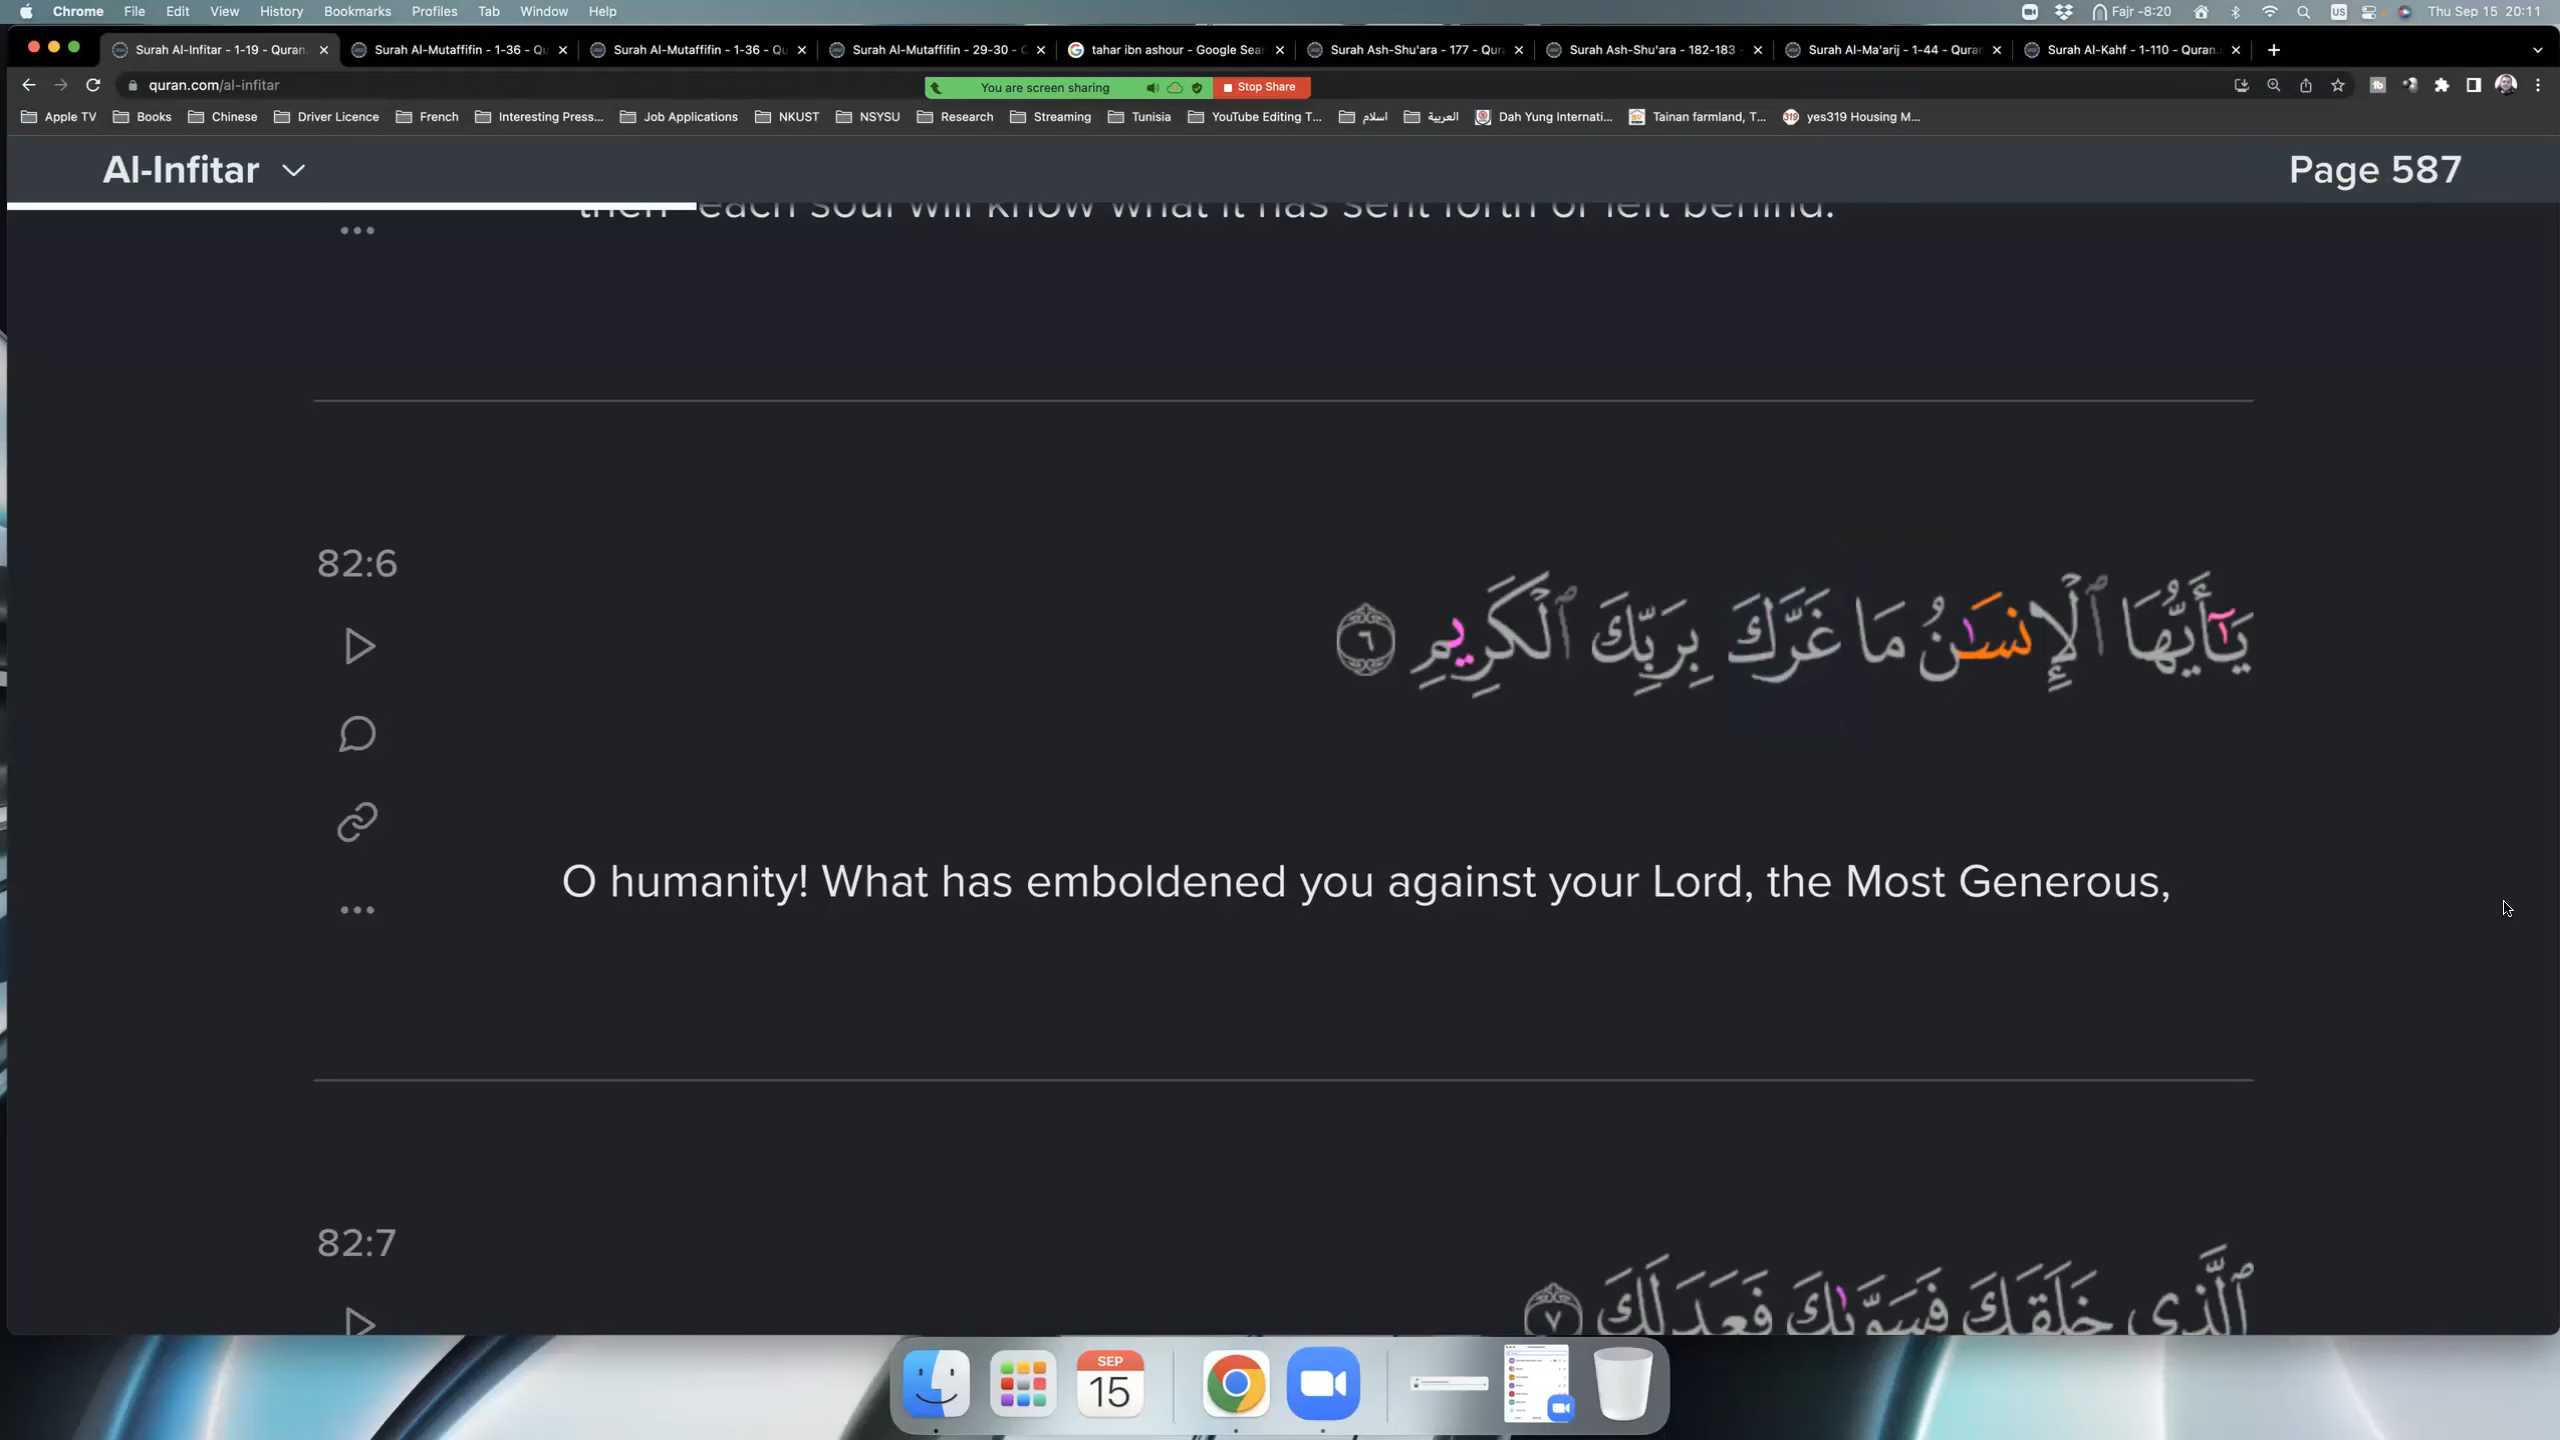 Chrome File Edit View History Bookmarks Profiles Tab Window Help Fajr -8:20 US Thu Sep 15 20:11
Surah Al-Infitar - 1-19 - Quran. Surah Al-Mutaffifin - 1-36 - Qu Surah Al-Mutaffifin - 1-36 - Qu Surah Al-Mutaffifin - 29-30 - tahar ibn ashour - Google Sea Surah Ash-Shu'ara - 177 - Qur Surah Ash-Shu'ara - 182-183 - Surah Al-Ma'arij - 1-44 - Quran Surah Al-Kahf - 1-110 - Quran.
quran.com/al-infitar You are screen sharing Stop Share
Apple TV Books Chinese Driver Licence French Interesting Press... Job Applications NKUST NSYSU Research Streaming Tunisia YouTube Editing T... اسلام العربية Dah Yung Internati... Tainan farmland, T... 319 yes319 Housing M...
Al-Infitar Page 587
then each soul will know what it has sent forth or left behind.
82:6
يَـٰٓأَيُّهَا ٱلْإِنسَـٰنُ مَا غَرَّكَ بِرَبِّكَ ٱلْكَرِيمِ ٦
O humanity! What has emboldened you against your Lord, the Most Generous,
82:7
ٱلَّذِى خَلَقَكَ فَسَوَّىٰكَ فَعَدَلَكَ ٧
SEP
15